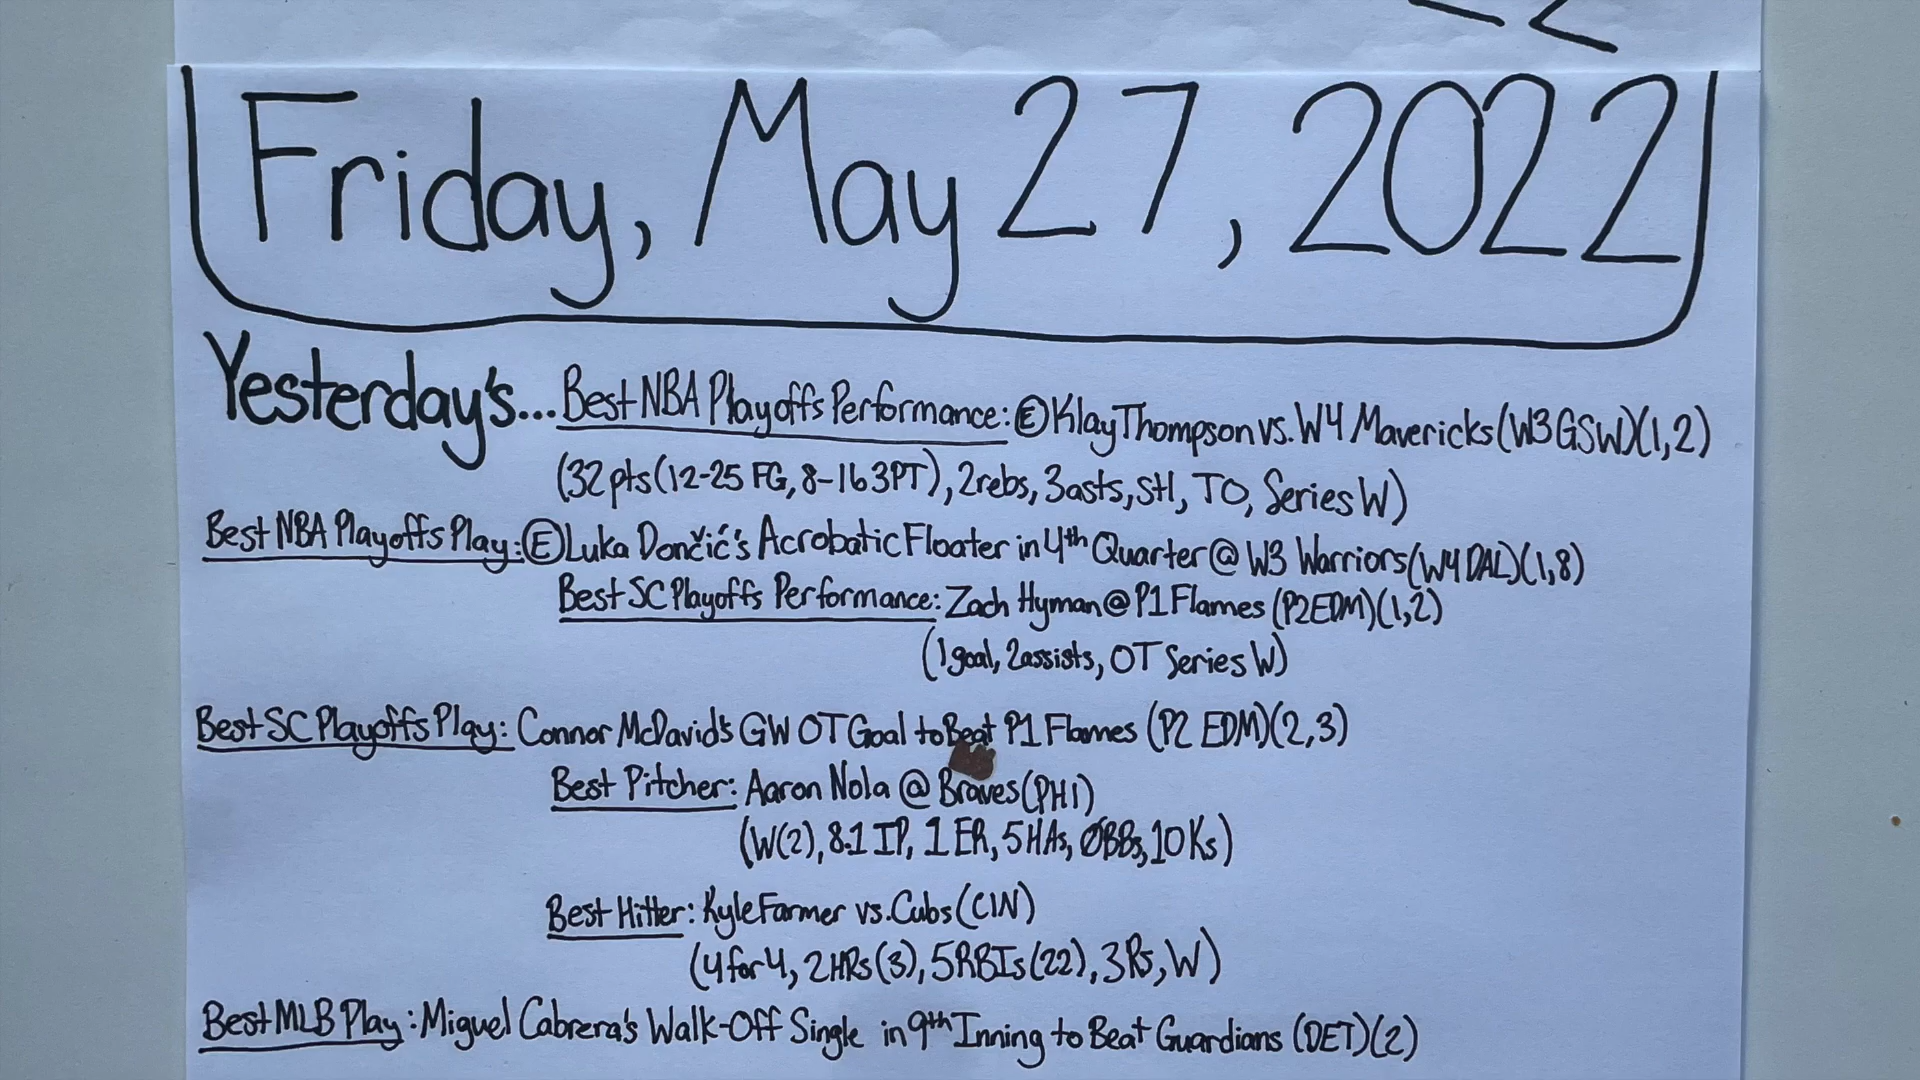 Friday, May 27, 2022
Yesterday's... Best NBA Playoffs Performance: Ⓔ Klay Thompson vs. W4 Mavericks (W3 GSW)(1,2)
(32 pts (12-25 FG, 8-16 3PT), 2 rebs, 3 asts, stl, TO, Series W)
Best NBA Playoffs Play: Ⓔ Luka Dončić's Acrobatic Floater in 4th Quarter @ W3 Warriors (W4 DAL)(1,8)
Best SC Playoffs Performance: Zach Hyman @ P1 Flames (P2 EDM)(1,2)
(1 goal, 2 assists, OT Series W)
Best SC Playoffs Play: Connor McDavid's GW OT Goal to Beat P1 Flames (P2 EDM)(2,3)
Best Pitcher: Aaron Nola @ Braves (PHI)
(W(2), 8.1 IP, 1 ER, 5 HAs, 0 BBs, 10 Ks)
Best Hitter: Kyle Farmer vs. Cubs (CIN)
(4 for 4, 2 HRs (3), 5 RBIs (22), 3 Rs, W)
Best MLB Play: Miguel Cabrera's Walk-Off Single in 9th Inning to Beat Guardians (DET)(2)